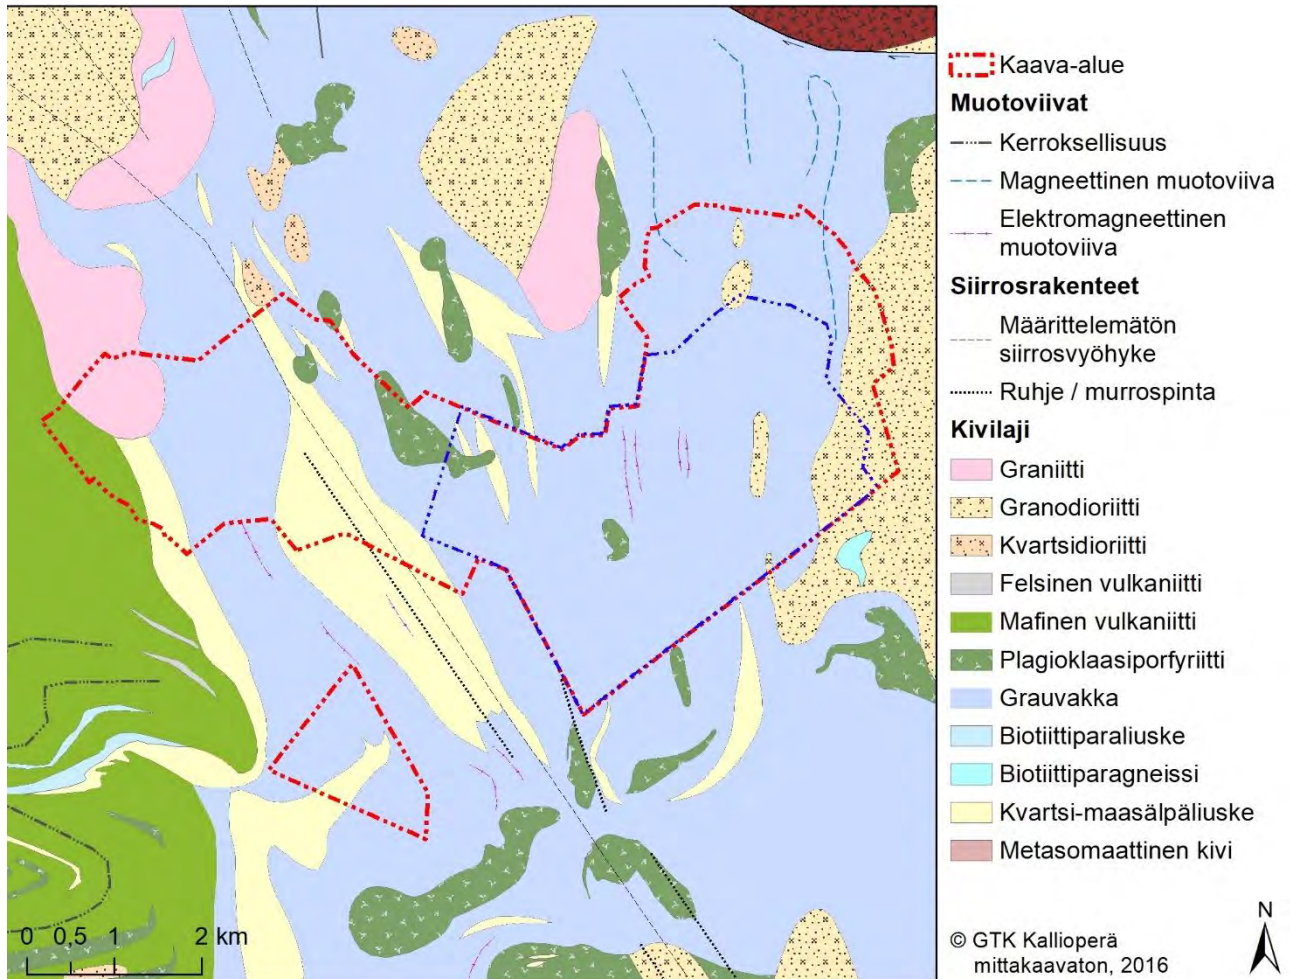 Kaava-alue
Muotoviivat
Kerroksellisuus
Magneettinen muotoviiva
Elektromagneettinen
muotoviiva
Siirrosrakenteet
Määrittelemätön
siirrosvyöhyke
Ruhje / murrospinta
Kivilaji
Graniitti
Granodioriitti
Kvartsidioriitti
Felsinen vulkaniitti
Mafinen vulkaniitti
Plagioklaasiporfyriitti
Grauvakka
Biotiittiparaliuske
Biotiittiparagneissi
Kvartsi-maasälpäliuske
Metasomaattinen kivi
N
0 0,5 1 2 km
© GTK Kallioperä
mittakaavaton, 2016